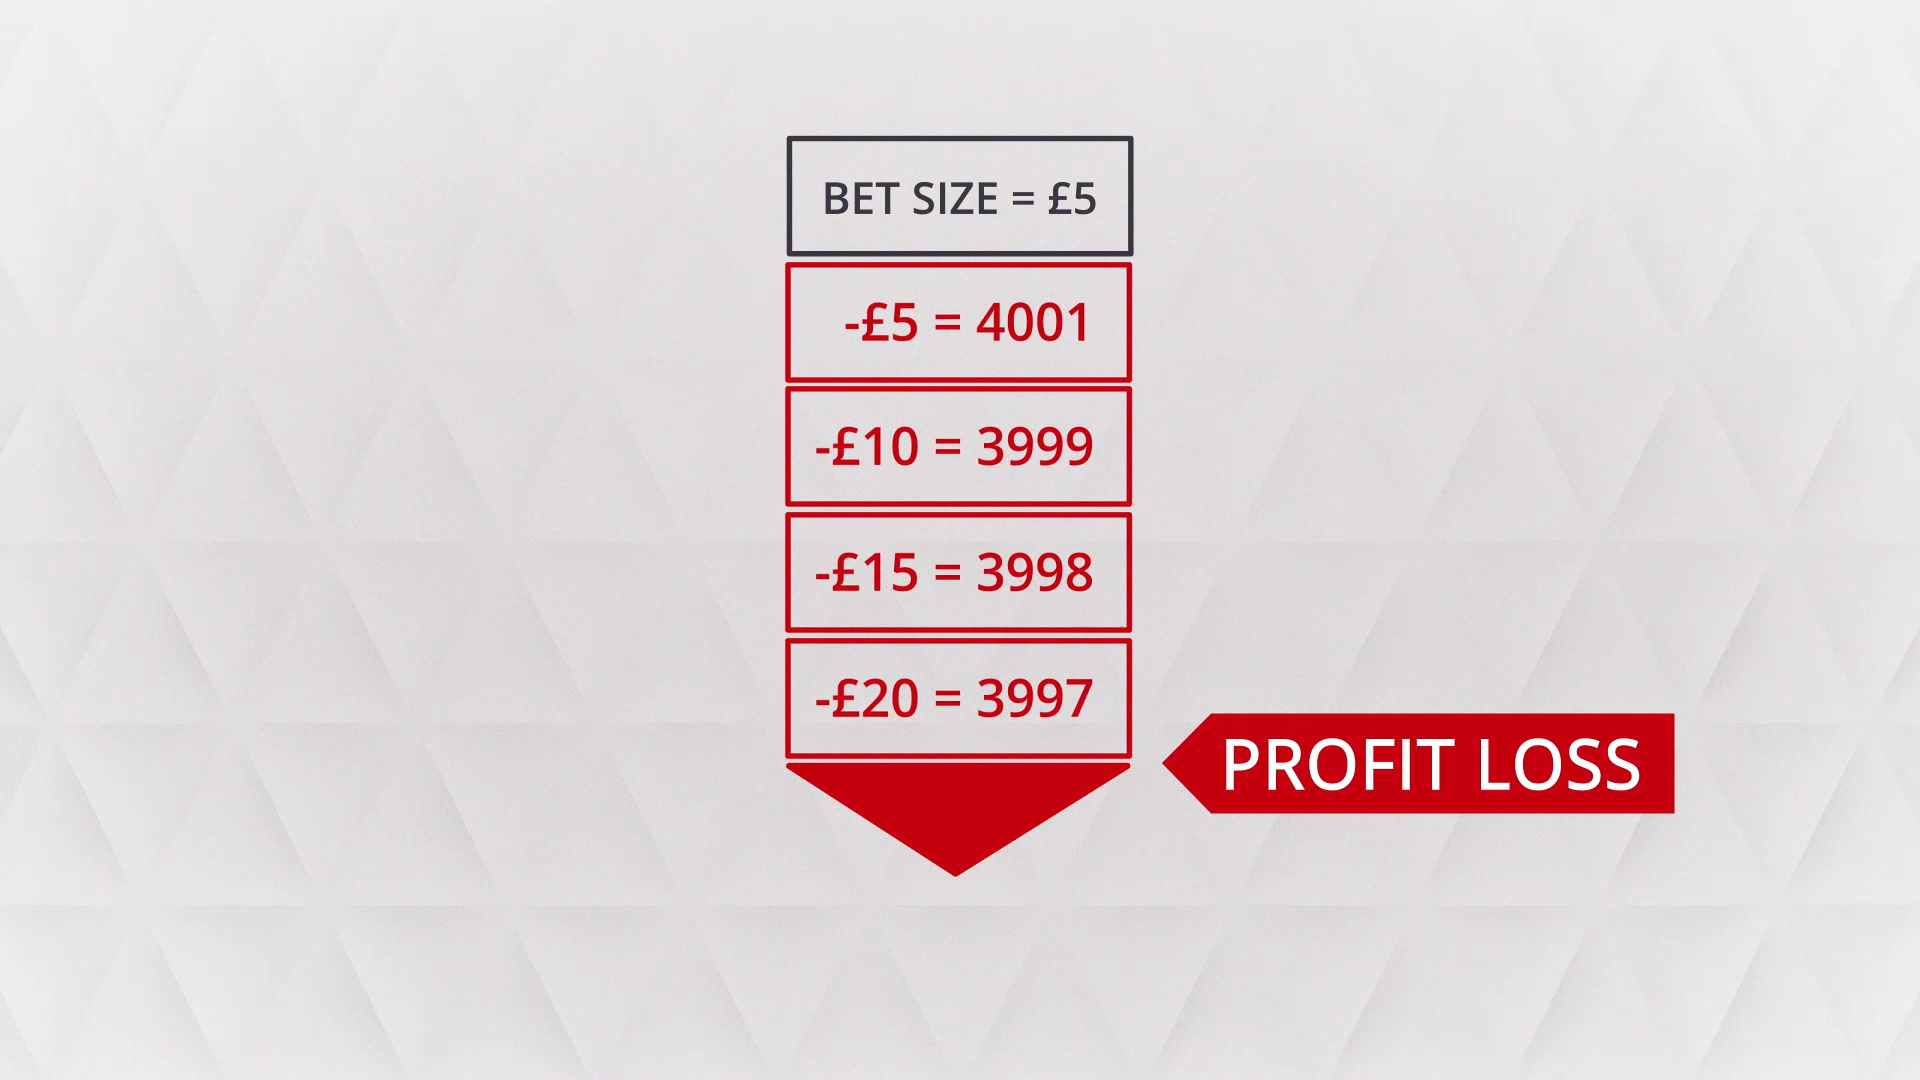 BET SIZE = £5
-£5 = 4001
-£10 = 3999
-£15 = 3998
-£20 = 3997
PROFIT LOSS